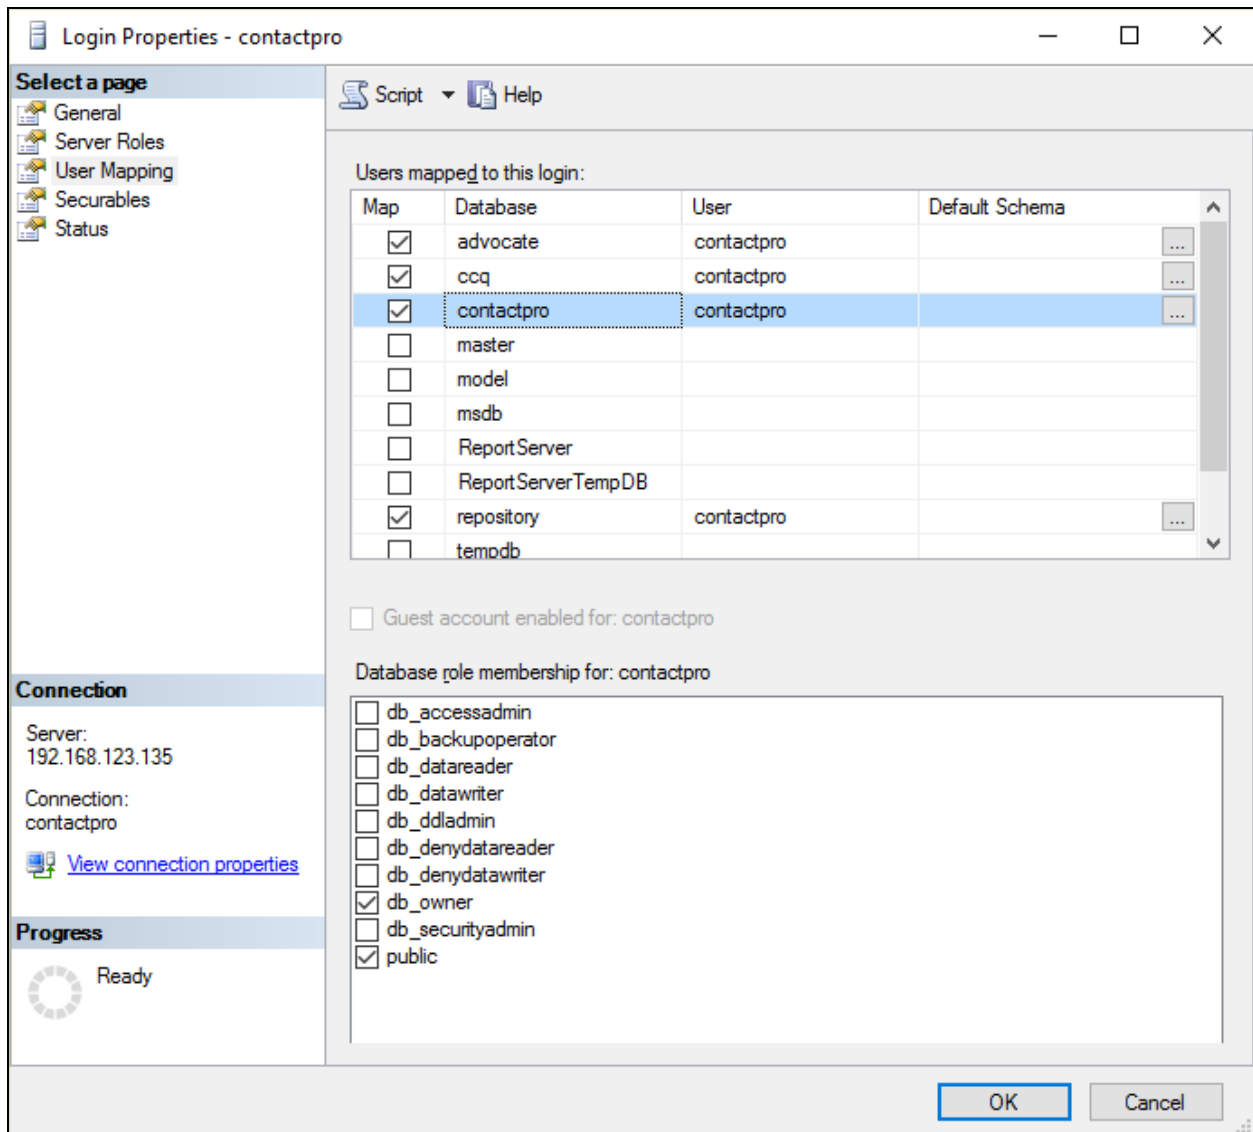 Login Properties - contactpro
Select a page
General
Server Roles
User Mapping
Securables
Status
Script Help
Users mapped to this login:
Map Database User Default Schema
advocate contactpro ...
ccq contactpro ...
contactpro contactpro ...
master
model
msdb
ReportServer
ReportServerTempDB
repository contactpro ...
tempdb
Guest account enabled for: contactpro
Database role membership for: contactpro
db_accessadmin
db_backupoperator
db_datareader
db_datawriter
db_ddladmin
db_denydatareader
db_denydatawriter
db_owner
db_securityadmin
public
Connection
Server:
192.168.123.135
Connection:
contactpro
View connection properties
Progress
Ready
OK Cancel